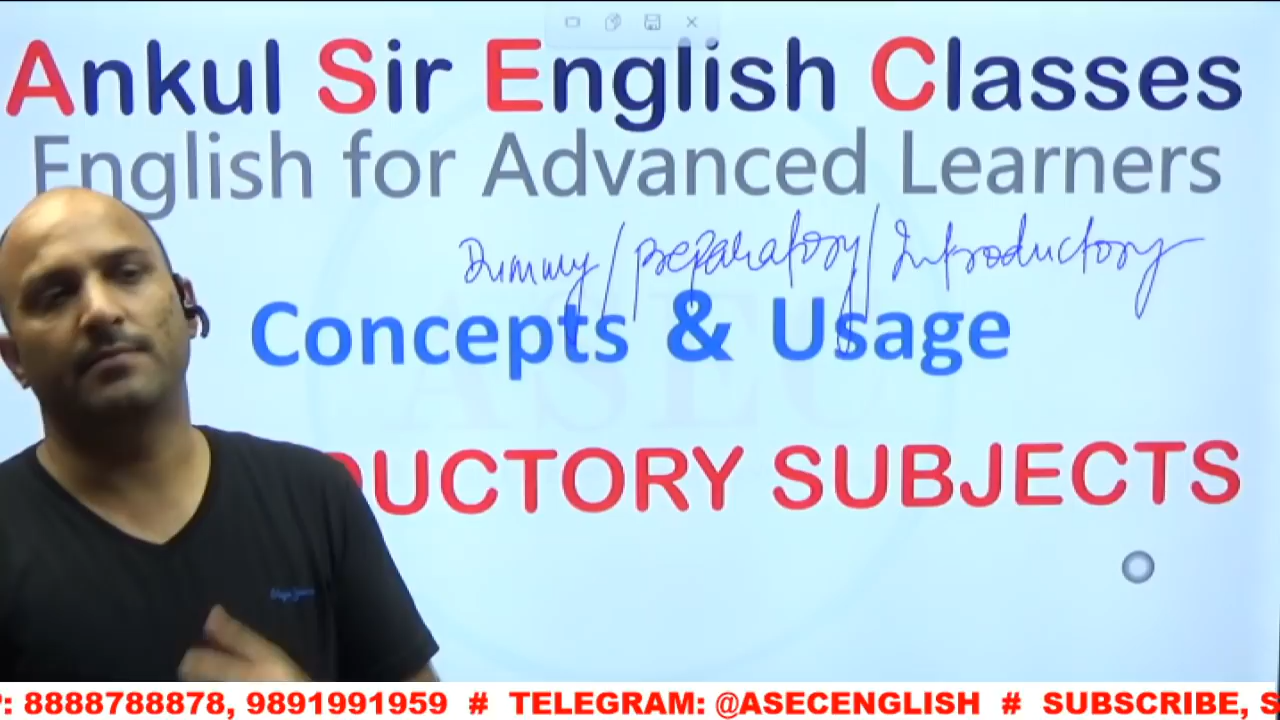 Ankul Sir English Classes
English for Advanced Learners
Dummy/preparatory/Introductory
Concepts & Usage
DUCTORY SUBJECTS
P: 8888788878, 9891991959 # TELEGRAM: @ASECENGLISH # SUBSCRIBE, S